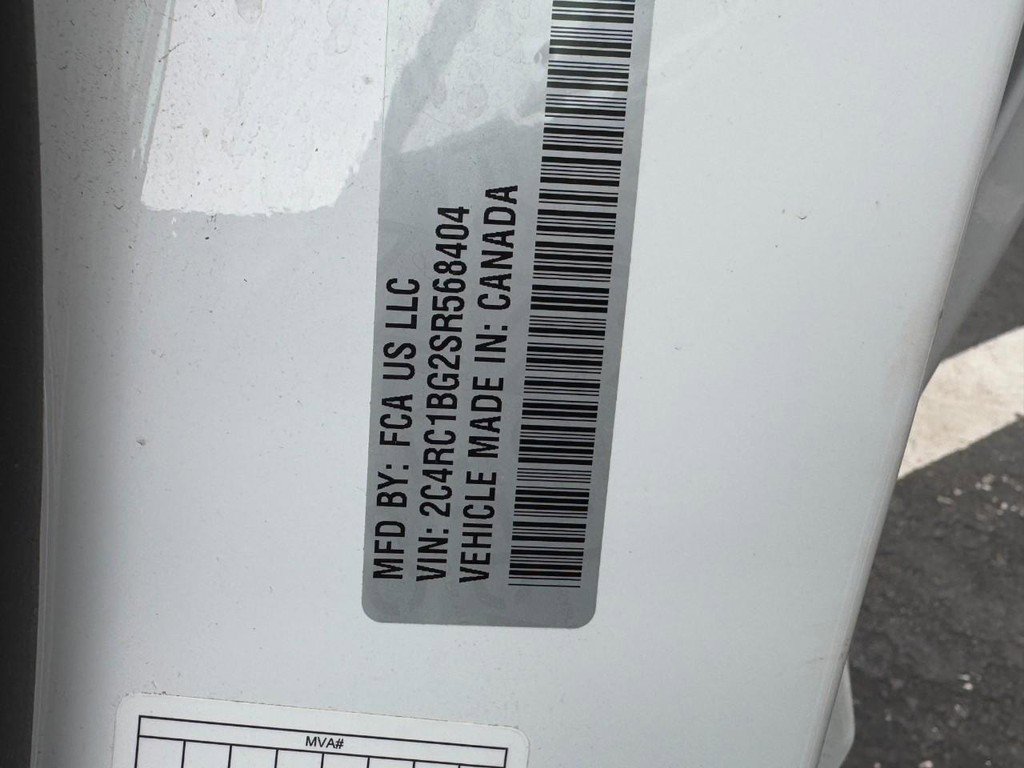 MFD BY: FCA US LLC
VIN: 2C4RC1BG2SR568404
VEHICLE MADE IN: CANADA
MVA#